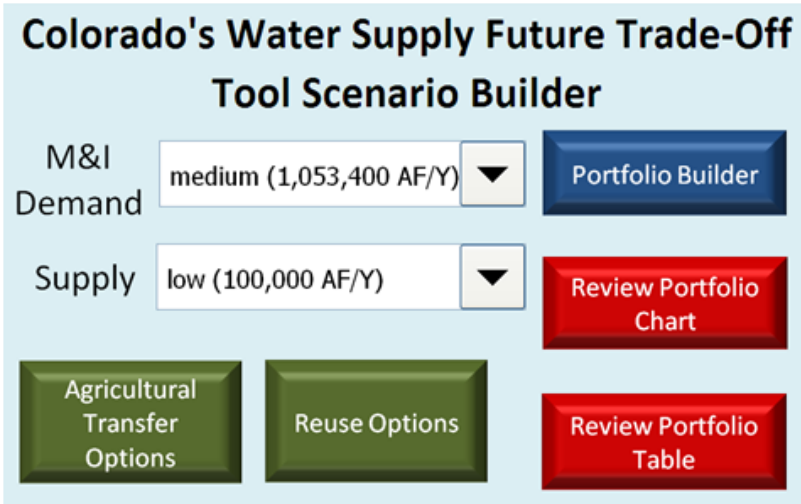 Colorado's Water Supply Future Trade-Off
Tool Scenario Builder
M&I
Demand
medium (1,053,400 AF/Y)
Portfolio Builder
Supply
low (100,000 AF/Y)
Review Portfolio
Chart
Agricultural
Transfer
Options
Reuse Options
Review Portfolio
Table